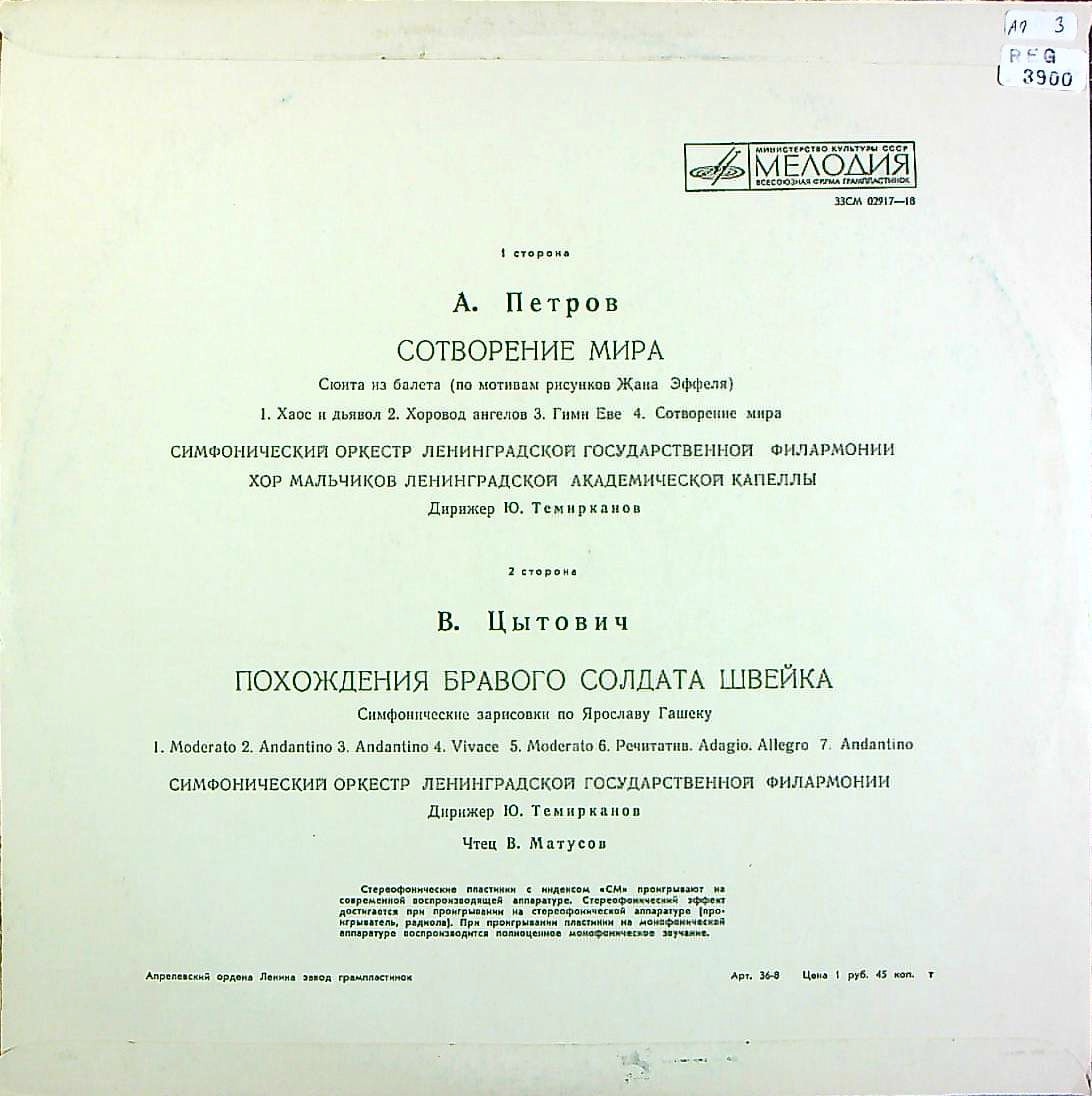 АП 3
REG
3900
МИНИСТЕРСТВО КУЛЬТУРЫ СССР
МЕЛОДИЯ
ВСЕСОЮЗНАЯ ФИРМА ГРАМПЛАСТИНОК
33СМ 02917—18
1 сторона
А. Петров
СОТВОРЕНИЕ МИРА
Сюита из балета (по мотивам рисунков Жана Эффеля)
1. Хаос и дьявол 2. Хоровод ангелов 3. Гимн Еве 4. Сотворение мира
СИМФОНИЧЕСКИЙ ОРКЕСТР ЛЕНИНГРАДСКОЙ ГОСУДАРСТВЕННОЙ ФИЛАРМОНИИ
ХОР МАЛЬЧИКОВ ЛЕНИНГРАДСКОЙ АКАДЕМИЧЕСКОЙ КАПЕЛЛЫ
Дирижер Ю. Темирканов
2 сторона
В. Цытович
ПОХОЖДЕНИЯ БРАВОГО СОЛДАТА ШВЕЙКА
Симфонические зарисовки по Ярославу Гашеку
1. Moderato 2. Andantino 3. Andantino 4. Vivace 5. Moderato 6. Речитатив. Adagio. Allegro 7. Andantino
СИМФОНИЧЕСКИЙ ОРКЕСТР ЛЕНИНГРАДСКОЙ ГОСУДАРСТВЕННОЙ ФИЛАРМОНИИ
Дирижер Ю. Темирканов
Чтец В. Матусов
Стереофонические пластинки с индексом «СМ» проигрывают на
современной воспроизводящей аппаратуре. Стереофонический эффект
достигается при проигрывании на стереофонической аппаратуре (про-
игрыватель, радиола). При проигрывании пластинки на монофонической
аппаратуре воспроизводится полноценное монофоническое звучание.
Апрелевский ордена Ленина завод грампластинок
Арт. 36-8 Цена 1 руб. 45 коп. т